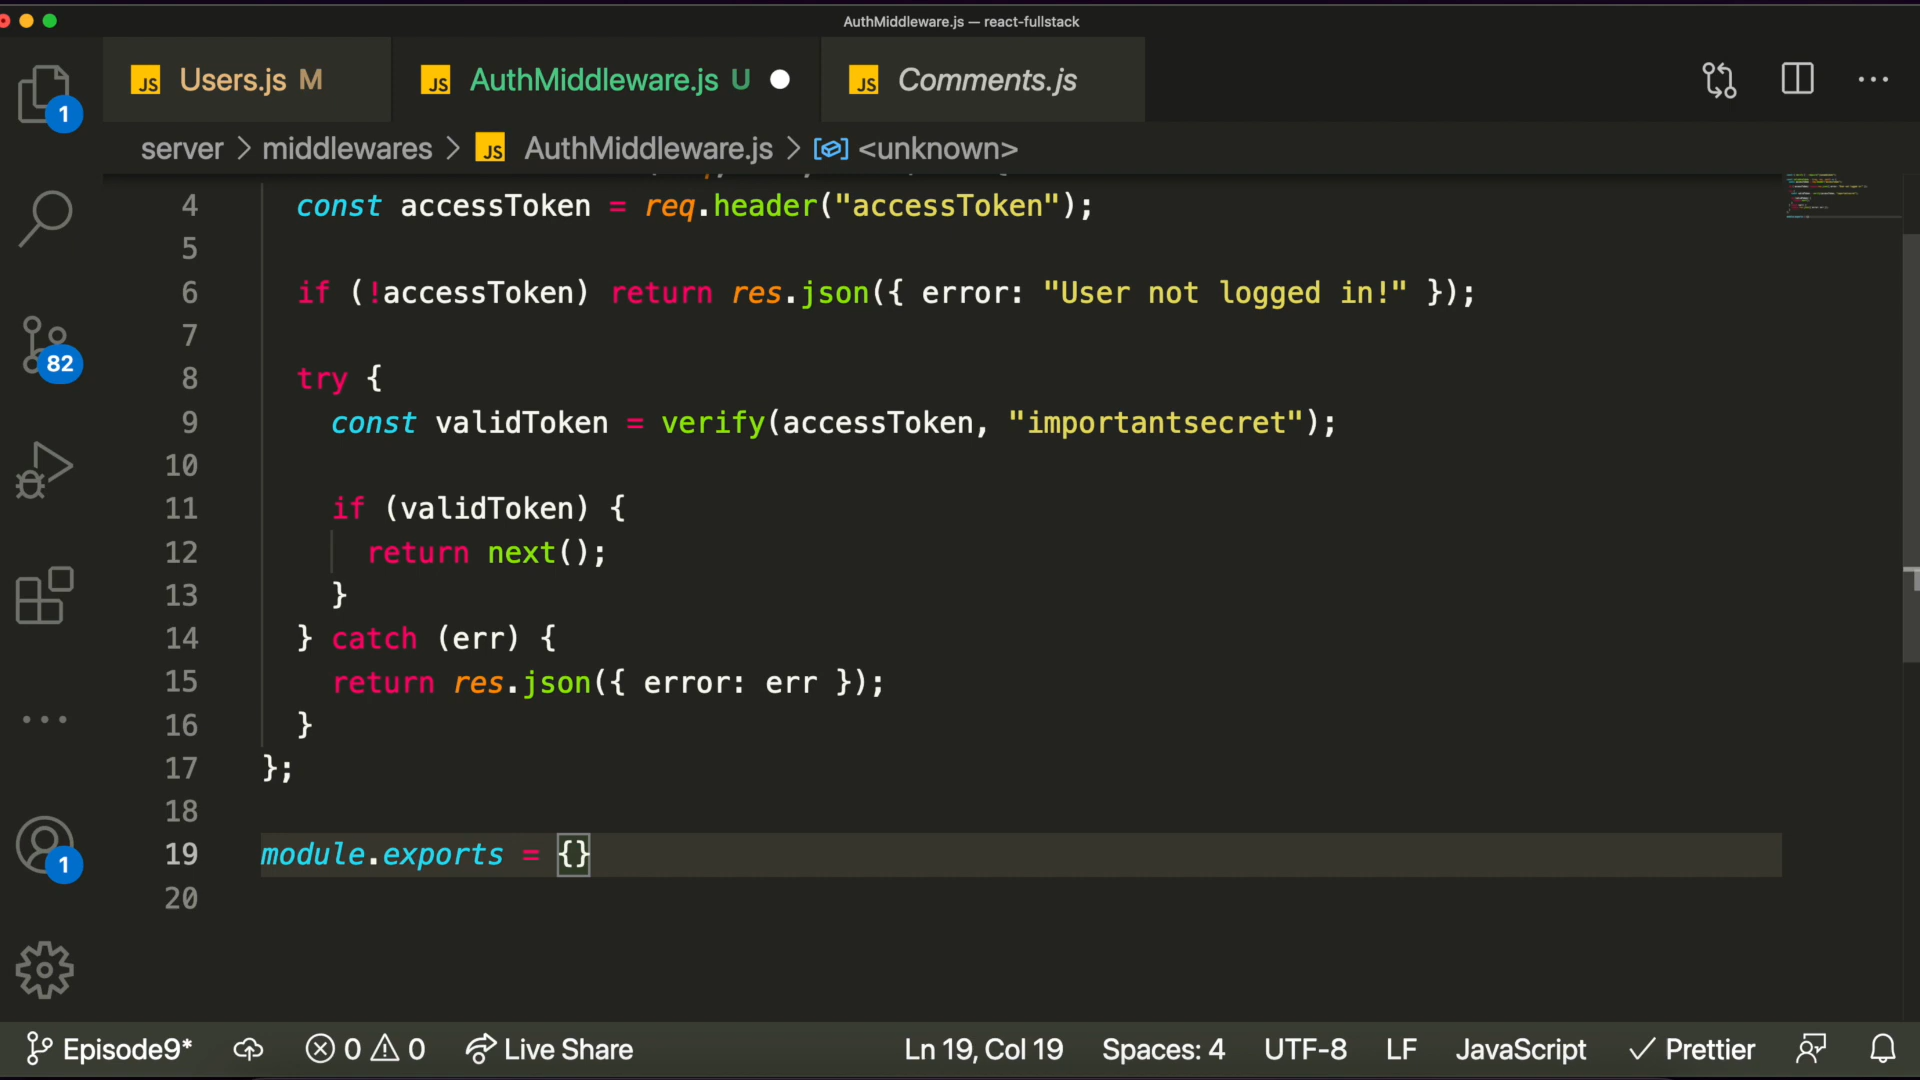 AuthMiddleware.js — react-fullstack
JS Users.js M JS AuthMiddleware.js U JS Comments.js
1
server > middlewares > JS AuthMiddleware.js > <unknown>
4 const accessToken = req.header("accessToken");
5
6 if (!accessToken) return res.json({ error: "User not logged in!" });
7
82
8 try {
9 const validToken = verify(accessToken, "importantsecret");
10
11 if (validToken) {
12 return next();
13 }
14 } catch (err) {
15 return res.json({ error: err });
16 }
17 };
18
19 module.exports = {}
1
20
Episode9* 0 0 Live Share Ln 19, Col 19 Spaces: 4 UTF-8 LF JavaScript Prettier